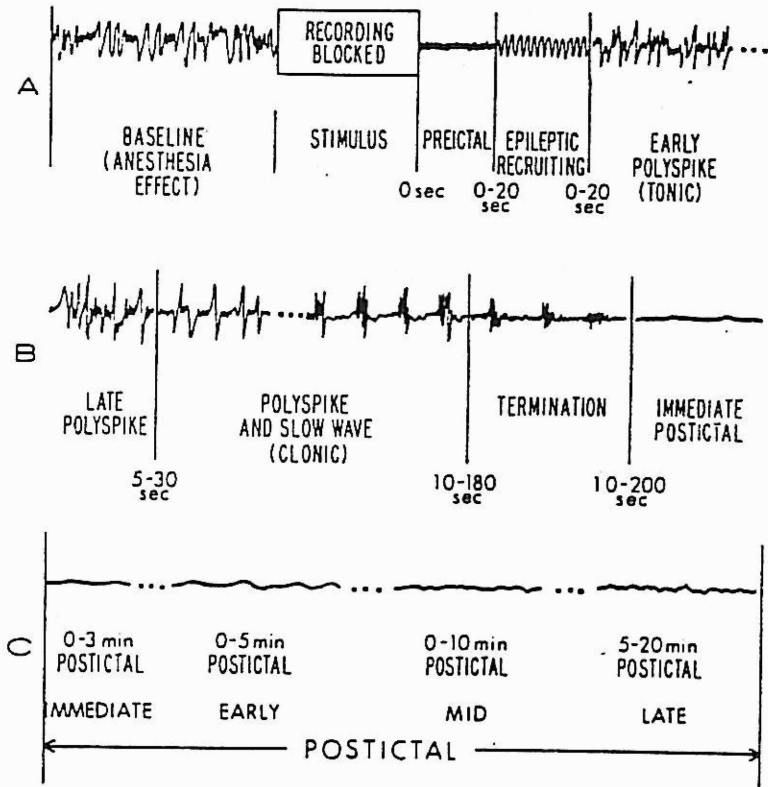 RECORDING
BLOCKED
A
BASELINE
(ANESTHESIA
EFFECT)
STIMULUS
PREICTAL
EPILEPTIC
RECRUITING
EARLY
POLYSPIKE
(TONIC)
0 sec
0-20
sec
0-20
sec
B
LATE
POLYSPIKE
POLYSPIKE
AND SLOW WAVE
(CLONIC)
TERMINATION
IMMEDIATE
POSTICTAL
5-30
sec
10-180
sec
10-200
sec
C
0-3 min
POSTICTAL
IMMEDIATE
0-5 min
POSTICTAL
EARLY
0-10 min
POSTICTAL
MID
5-20 min
POSTICTAL
LATE
POSTICTAL